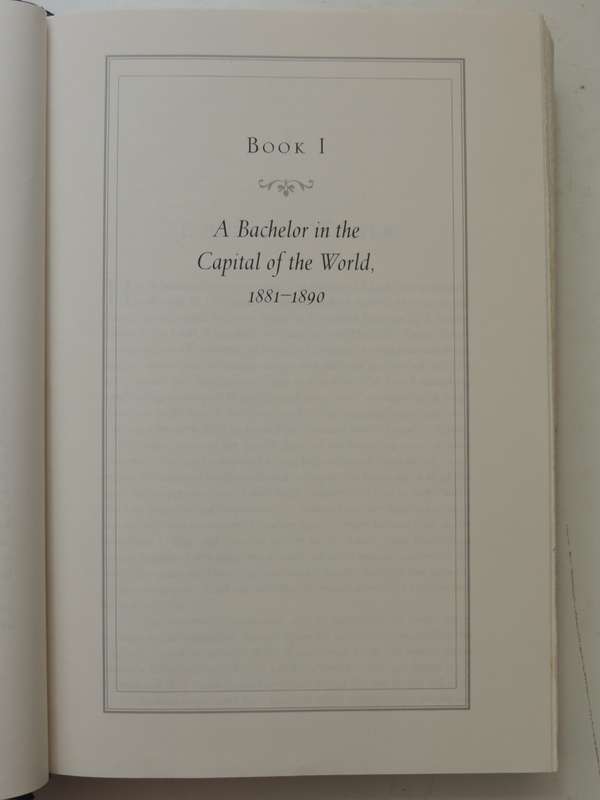 BOOK I
A Bachelor in the
Capital of the World,
1881–1890